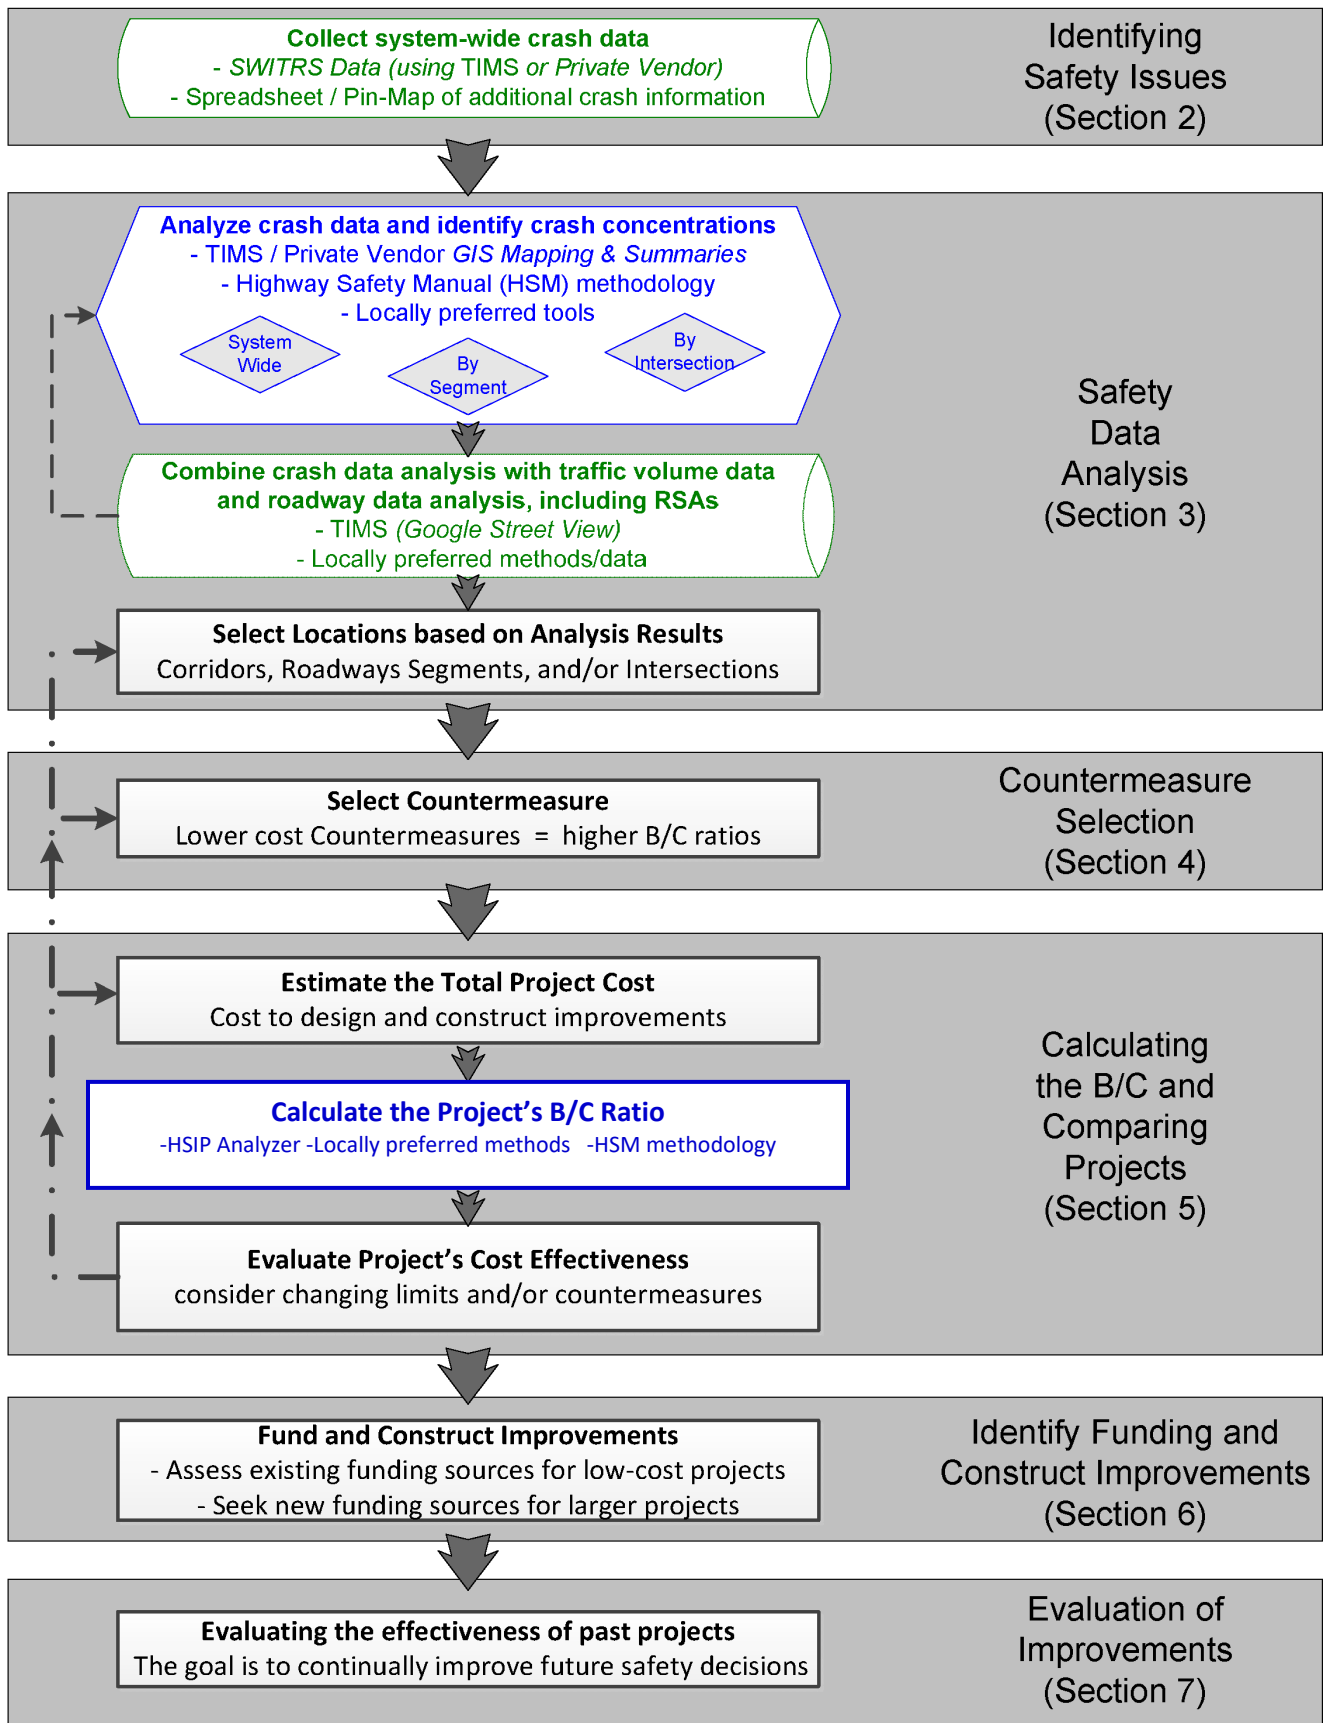 Collect system-wide crash data
- SWITRS Data (using TIMS or Private Vendor)
- Spreadsheet / Pin-Map of additional crash information
Identifying
Safety Issues
(Section 2)
Analyze crash data and identify crash concentrations
- TIMS / Private Vendor GIS Mapping & Summaries
- Highway Safety Manual (HSM) methodology
- Locally preferred tools
System
Wide
By
Segment
By
Intersection
Combine crash data analysis with traffic volume data
and roadway data analysis, including RSAs
- TIMS (Google Street View)
- Locally preferred methods/data
Select Locations based on Analysis Results
Corridors, Roadways Segments, and/or Intersections
Safety
Data
Analysis
(Section 3)
Select Countermeasure
Lower cost Countermeasures = higher B/C ratios
Countermeasure
Selection
(Section 4)
Estimate the Total Project Cost
Cost to design and construct improvements
Calculate the Project's B/C Ratio
-HSIP Analyzer -Locally preferred methods -HSM methodology
Evaluate Project's Cost Effectiveness
consider changing limits and/or countermeasures
Calculating
the B/C and
Comparing
Projects
(Section 5)
Fund and Construct Improvements
- Assess existing funding sources for low-cost projects
- Seek new funding sources for larger projects
Identify Funding and
Construct Improvements
(Section 6)
Evaluating the effectiveness of past projects
The goal is to continually improve future safety decisions
Evaluation of
Improvements
(Section 7)